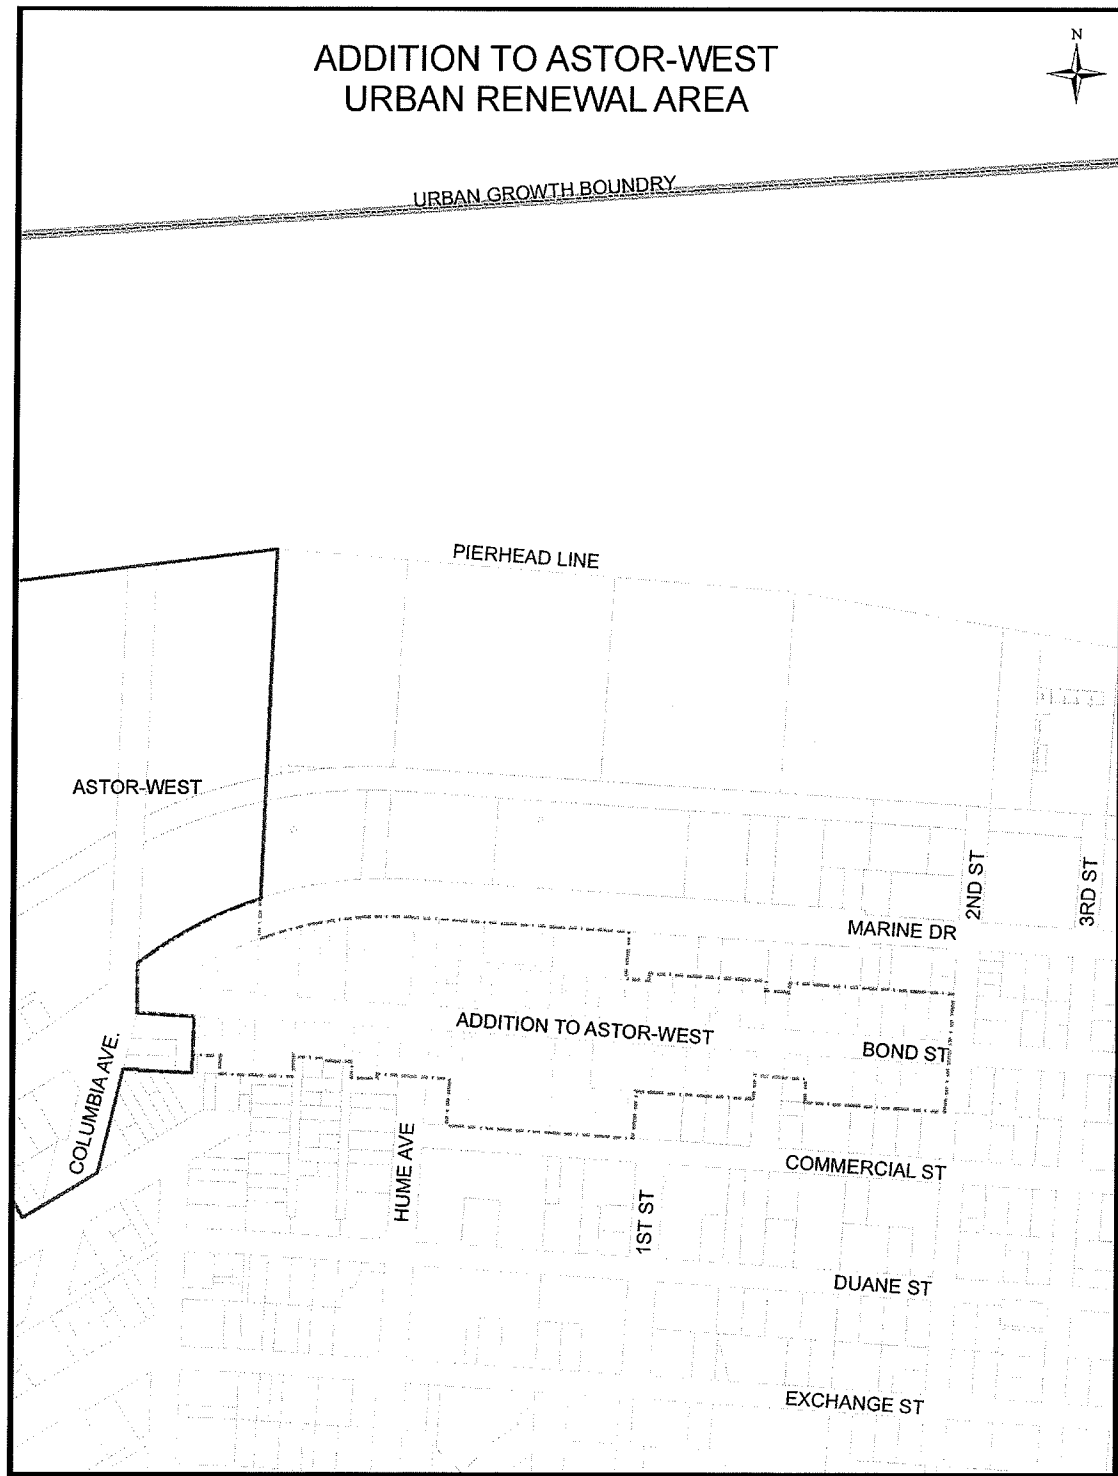 ADDITION TO ASTOR-WEST
URBAN RENEWAL AREA
N
URBAN GROWTH BOUNDRY
PIERHEAD LINE
ASTOR-WEST
2ND ST
3RD ST
MARINE DR
ADDITION TO ASTOR-WEST
BOND ST
COLUMBIA AVE.
HUME AVE
COMMERCIAL ST
1ST ST
DUANE ST
EXCHANGE ST